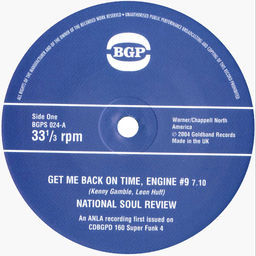 ALL RIGHTS OF THE MANUFACTURER AND OF THE OWNER OF THE RECORDED WORK RESERVED • UNAUTHORISED PUBLIC PERFORMANCE BROADCASTING AND COPYING OF THIS RECORD PROHIBITED
BGP
Side One
BGPS 024-A
33⅓ rpm
Warner/Chappell North
America
℗ 2004 Goldband Records
Made in the UK
GET ME BACK ON TIME, ENGINE #9 7.10
(Kenny Gamble, Leon Huff)
NATIONAL SOUL REVIEW
An ANLA recording first issued on
CDBGPD 160 Super Funk 4